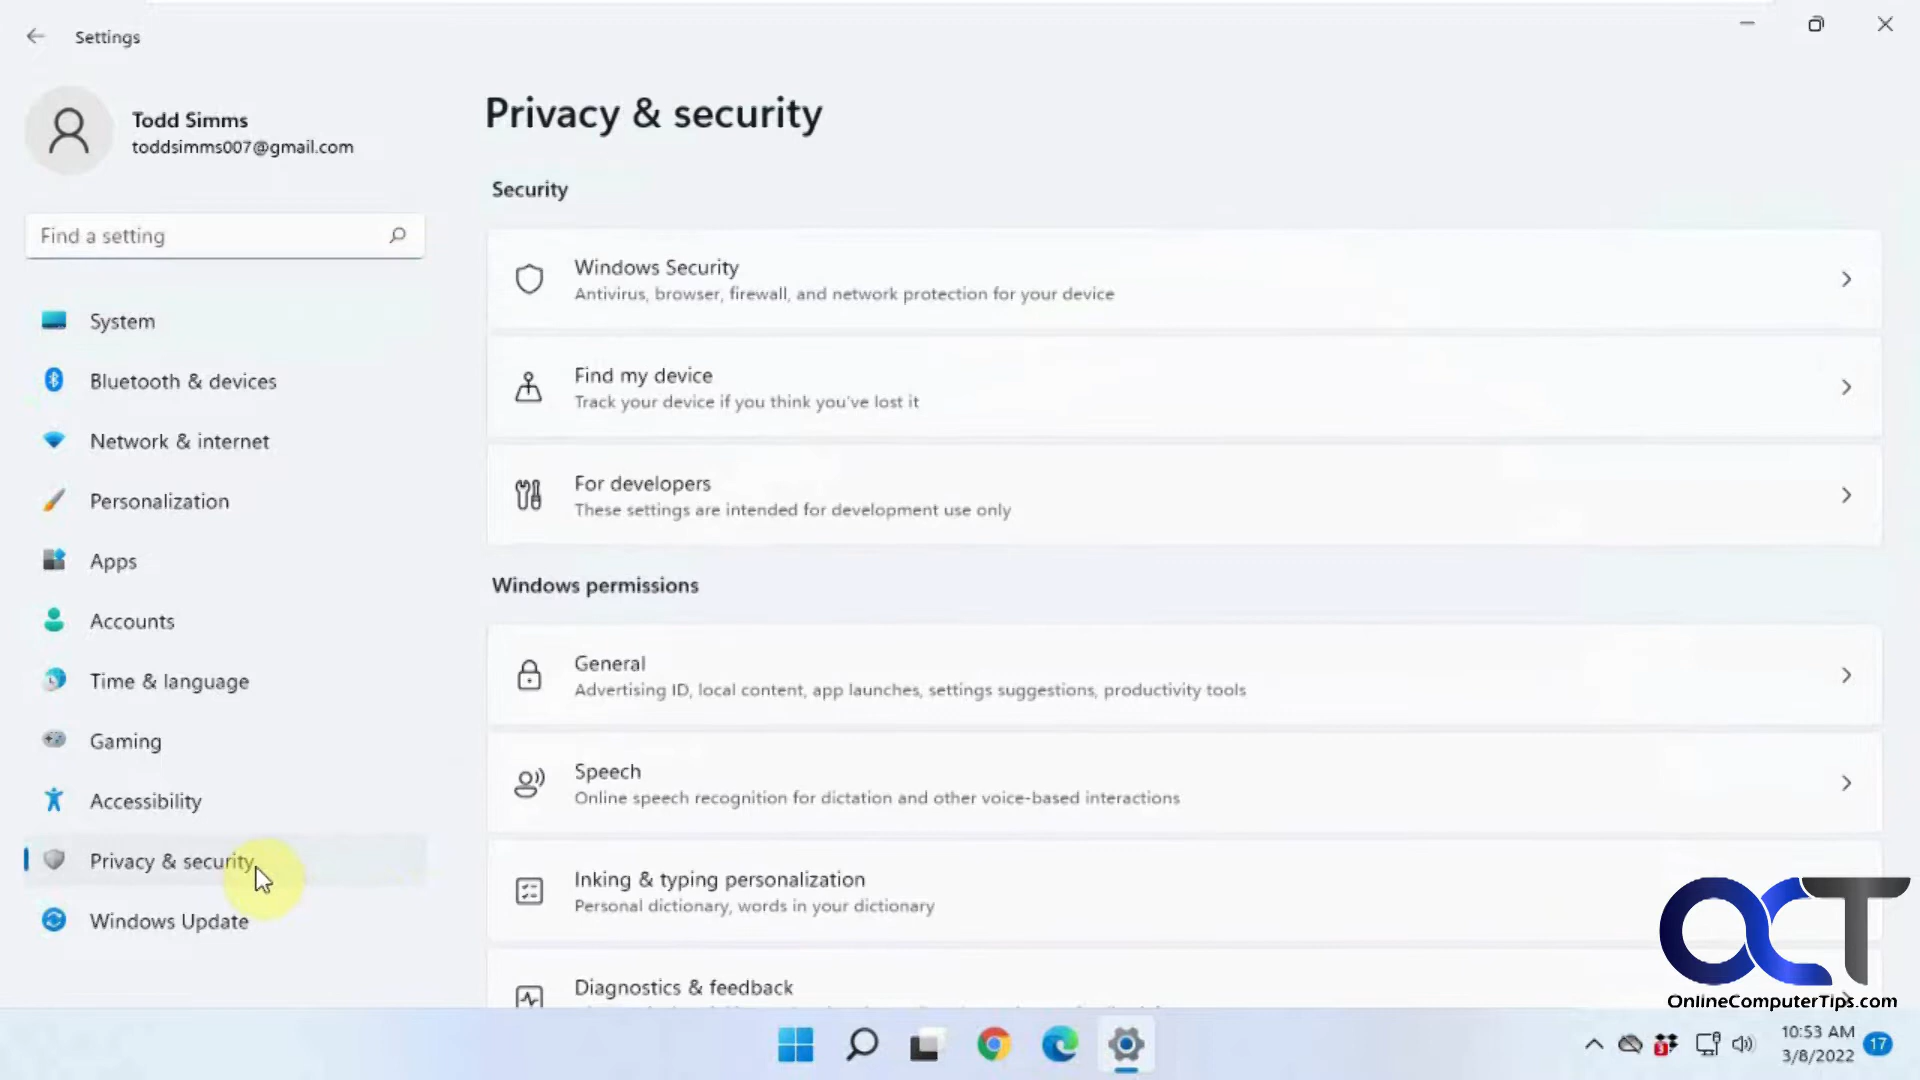 Settings
Todd Simms
toddsimms007@gmail.com
Find a setting
System
Bluetooth & devices
Network & internet
Personalization
Apps
Accounts
Time & language
Gaming
Accessibility
Privacy & security
Windows Update
Privacy & security
Security
Windows Security
Antivirus, browser, firewall, and network protection for your device
Find my device
Track your device if you think you've lost it
For developers
These settings are intended for development use only
Windows permissions
General
Advertising ID, local content, app launches, settings suggestions, productivity tools
Speech
Online speech recognition for dictation and other voice-based interactions
Inking & typing personalization
Personal dictionary, words in your dictionary
Diagnostics & feedback
OCT
OnlineComputerTips.com
3
10:53 AM
3/8/2022
17